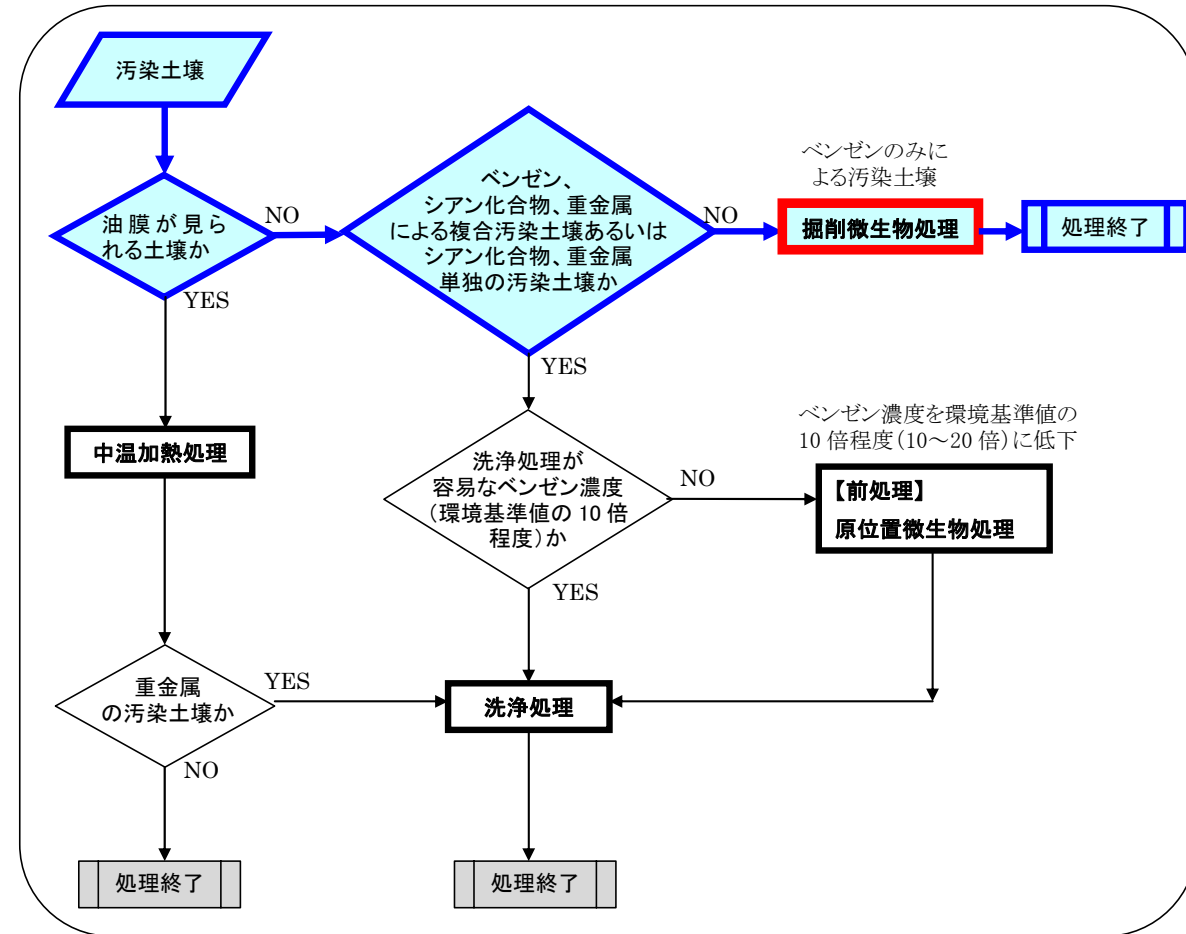 汚染土壌
油膜が見ら
れる土壌か
NO
YES
ベンゼン、
シアン化合物、重金属
による複合汚染土壌あるいは
シアン化合物、重金属
単独の汚染土壌か
NO
YES
ベンゼンのみに
よる汚染土壌
掘削微生物処理
処理終了
中温加熱処理
洗浄処理が
容易なベンゼン濃度
(環境基準値の 10 倍
程度)か
NO
YES
ベンゼン濃度を環境基準値の
10 倍程度(10～20 倍)に低下
【前処理】
原位置微生物処理
重金属
の汚染土壌か
YES
NO
洗浄処理
処理終了
処理終了